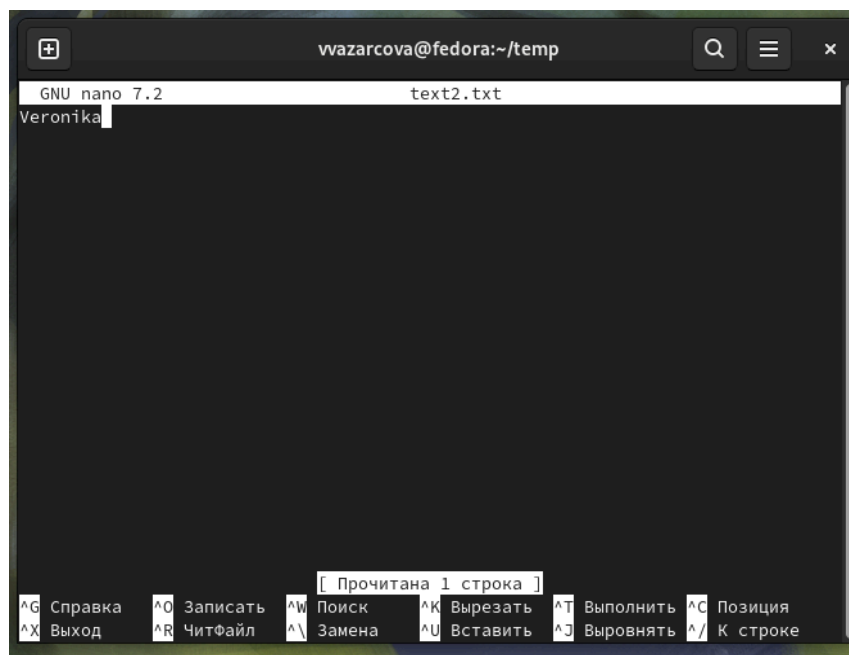 vvazarcova@fedora:~/temp
GNU nano 7.2 text2.txt
Veronika
[ Прочитана 1 строка ]
^G Справка ^O Записать ^W Поиск ^K Вырезать ^T Выполнить ^C Позиция
^X Выход ^R ЧитФайл ^\ Замена ^U Вставить ^J Выровнять ^/ К строке